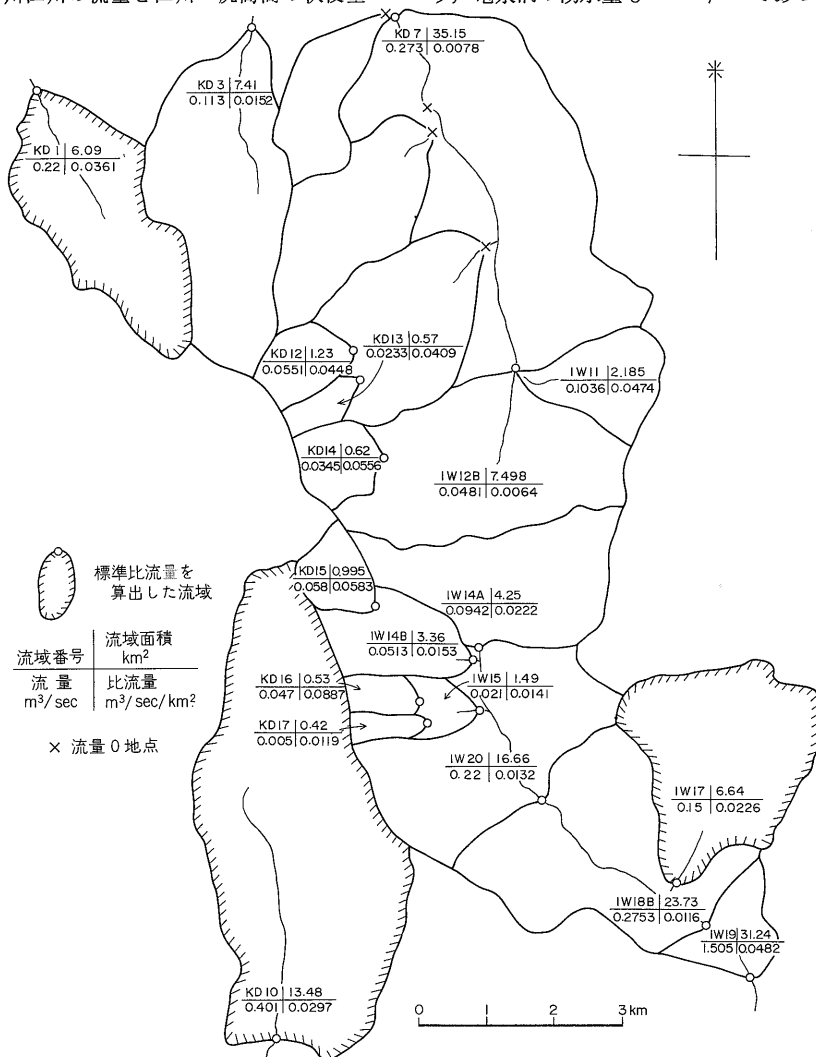 KD 7 | 35.15
0.273 | 0.0078
KD 3 | 7.41
0.113 | 0.0152
KD 1 | 6.09
0.22 | 0.0361
KD12 | 1.23
0.0551 | 0.0448
KD13 | 0.57
0.0233 | 0.0409
IW11 | 2.185
0.1036 | 0.0474
KD14 | 0.62
0.0345 | 0.0556
IW12B | 7.498
0.0481 | 0.0064
標準比流量を
算出した流域
KD15 | 0.995
0.058 | 0.0583
IW14A | 4.25
0.0942 | 0.0222
流域番号 | 流域面積 km²
流量 m³/sec | 比流量 m³/sec/km²
× 流量0地点
IW14B | 3.36
0.0513 | 0.0153
KD16 | 0.53
0.047 | 0.0887
IW15 | 1.49
0.021 | 0.0141
KD17 | 0.42
0.005 | 0.0119
IW20 | 16.66
0.22 | 0.0132
IW17 | 6.64
0.15 | 0.0226
IW18B | 23.73
0.2753 | 0.0116
IW19 | 31.24
1.505 | 0.0482
KD10 | 13.48
0.401 | 0.0297
0 1 2 3km